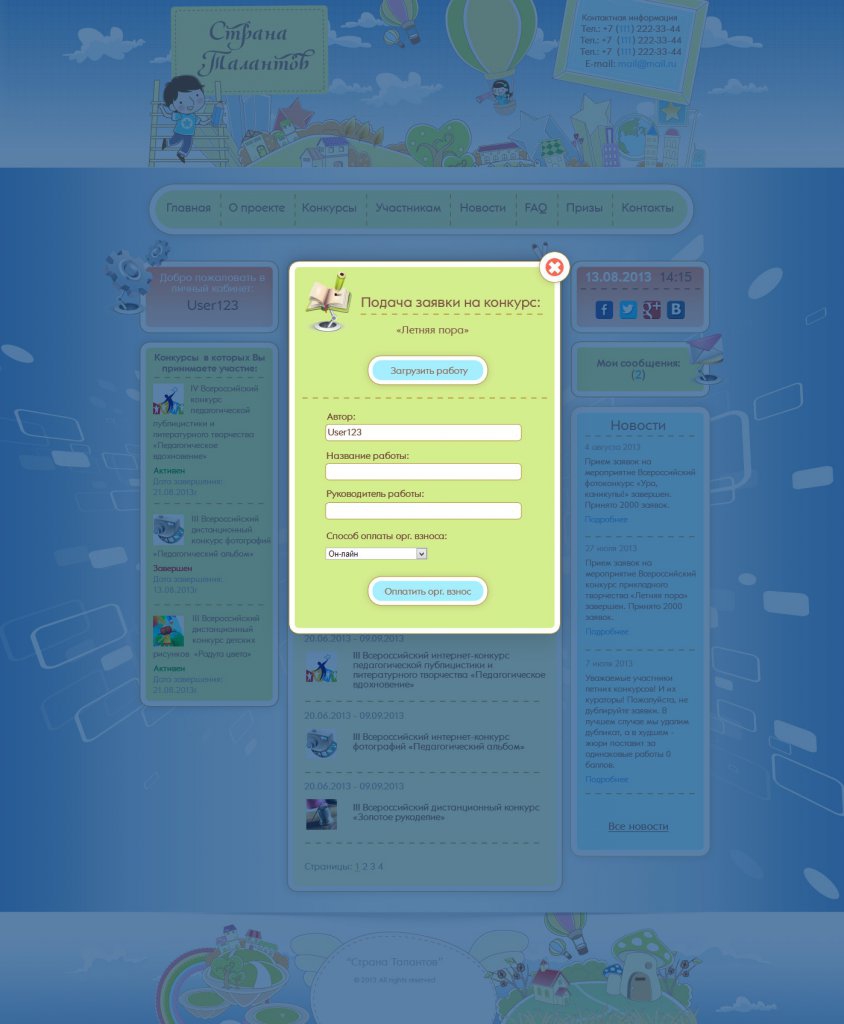 Страна
Талантов
Контактная информация
Тел.: +7 (111) 222-33-44
Тел.: +7 (111) 222-33-44
Тел.: +7 (111) 222-33-44
E-mail: mail@mail.ru
Главная
О проекте
Конкурсы
Участникам
Новости
FAQ
Призы
Контакты
Добро пожаловать в
личный кабинет:
User123
Конкурсы в которых Вы
принимаете участие:
IV Всероссийский
конкурс
педагогической
публицистики и
литературного творчества
«Педагогическое
вдохновение»
Активен
Дата завершения:
21.08.2013г
III Всероссийский
дистанционный
конкурс фотографий
«Педагогический альбом»
Завершен
Дата завершения:
13.08.2013г
III Всероссийский
дистанционный
конкурс детских
рисунков «Радуга цвета»
Активен
Дата завершения:
21.08.2013г
Подача заявки на конкурс:
«Летняя пора»
Загрузить работу
Автор:
User123
Название работы:
Руководитель работы:
Способ оплаты орг. взноса:
Он-лайн
Оплатить орг. взнос
20.06.2013 - 09.09.2013
III Всероссийский интернет-конкурс
педагогической публицистики и
литературного творчества «Педагогическое
вдохновение»
20.06.2013 - 09.09.2013
III Всероссийский интернет-конкурс
фотографий «Педагогический альбом»
20.06.2013 - 09.09.2013
III Всероссийский дистанционный конкурс
«Золотое рукоделие»
Страницы: 1 2 3 4
13.08.2013 14:15
Мои сообщения:
(2)
Новости
4 августа 2013
Прием заявок на
мероприятие Всероссийский
фотоконкурс «Ура,
каникулы!» завершен.
Принято 2000 заявок.
Подробнее
27 июля 2013
Прием заявок на
мероприятие Всероссийский
конкурс прикладного
творчества «Летняя пора»
завершен. Принято 2000
заявок.
Подробнее
7 июля 2013
Уважаемые участники
летних конкурсов! И их
кураторы! Пожалуйста, не
дублируйте заявки. В
лучшем случае мы удалим
дубликат, а в худшем -
жюри поставит за
одинаковые работы 0
баллов.
Подробнее
Все новости
"Страна Талантов"
© 2013 All rights reserved